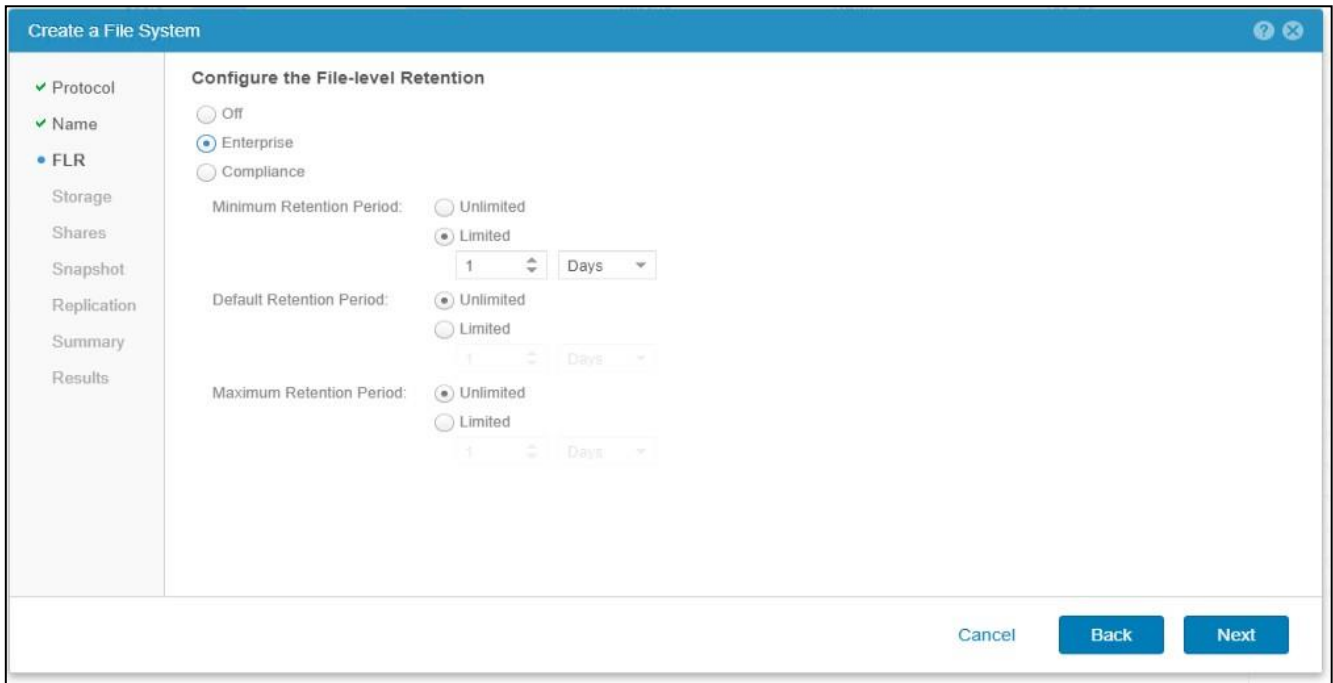 Create a File System
Protocol
Name
FLR
Storage
Shares
Snapshot
Replication
Summary
Results
Configure the File-level Retention
Off
Enterprise
Compliance
Minimum Retention Period: Unlimited
Limited
1 Days
Default Retention Period: Unlimited
Limited
1 Days
Maximum Retention Period: Unlimited
Limited
1 Days
Cancel Back Next